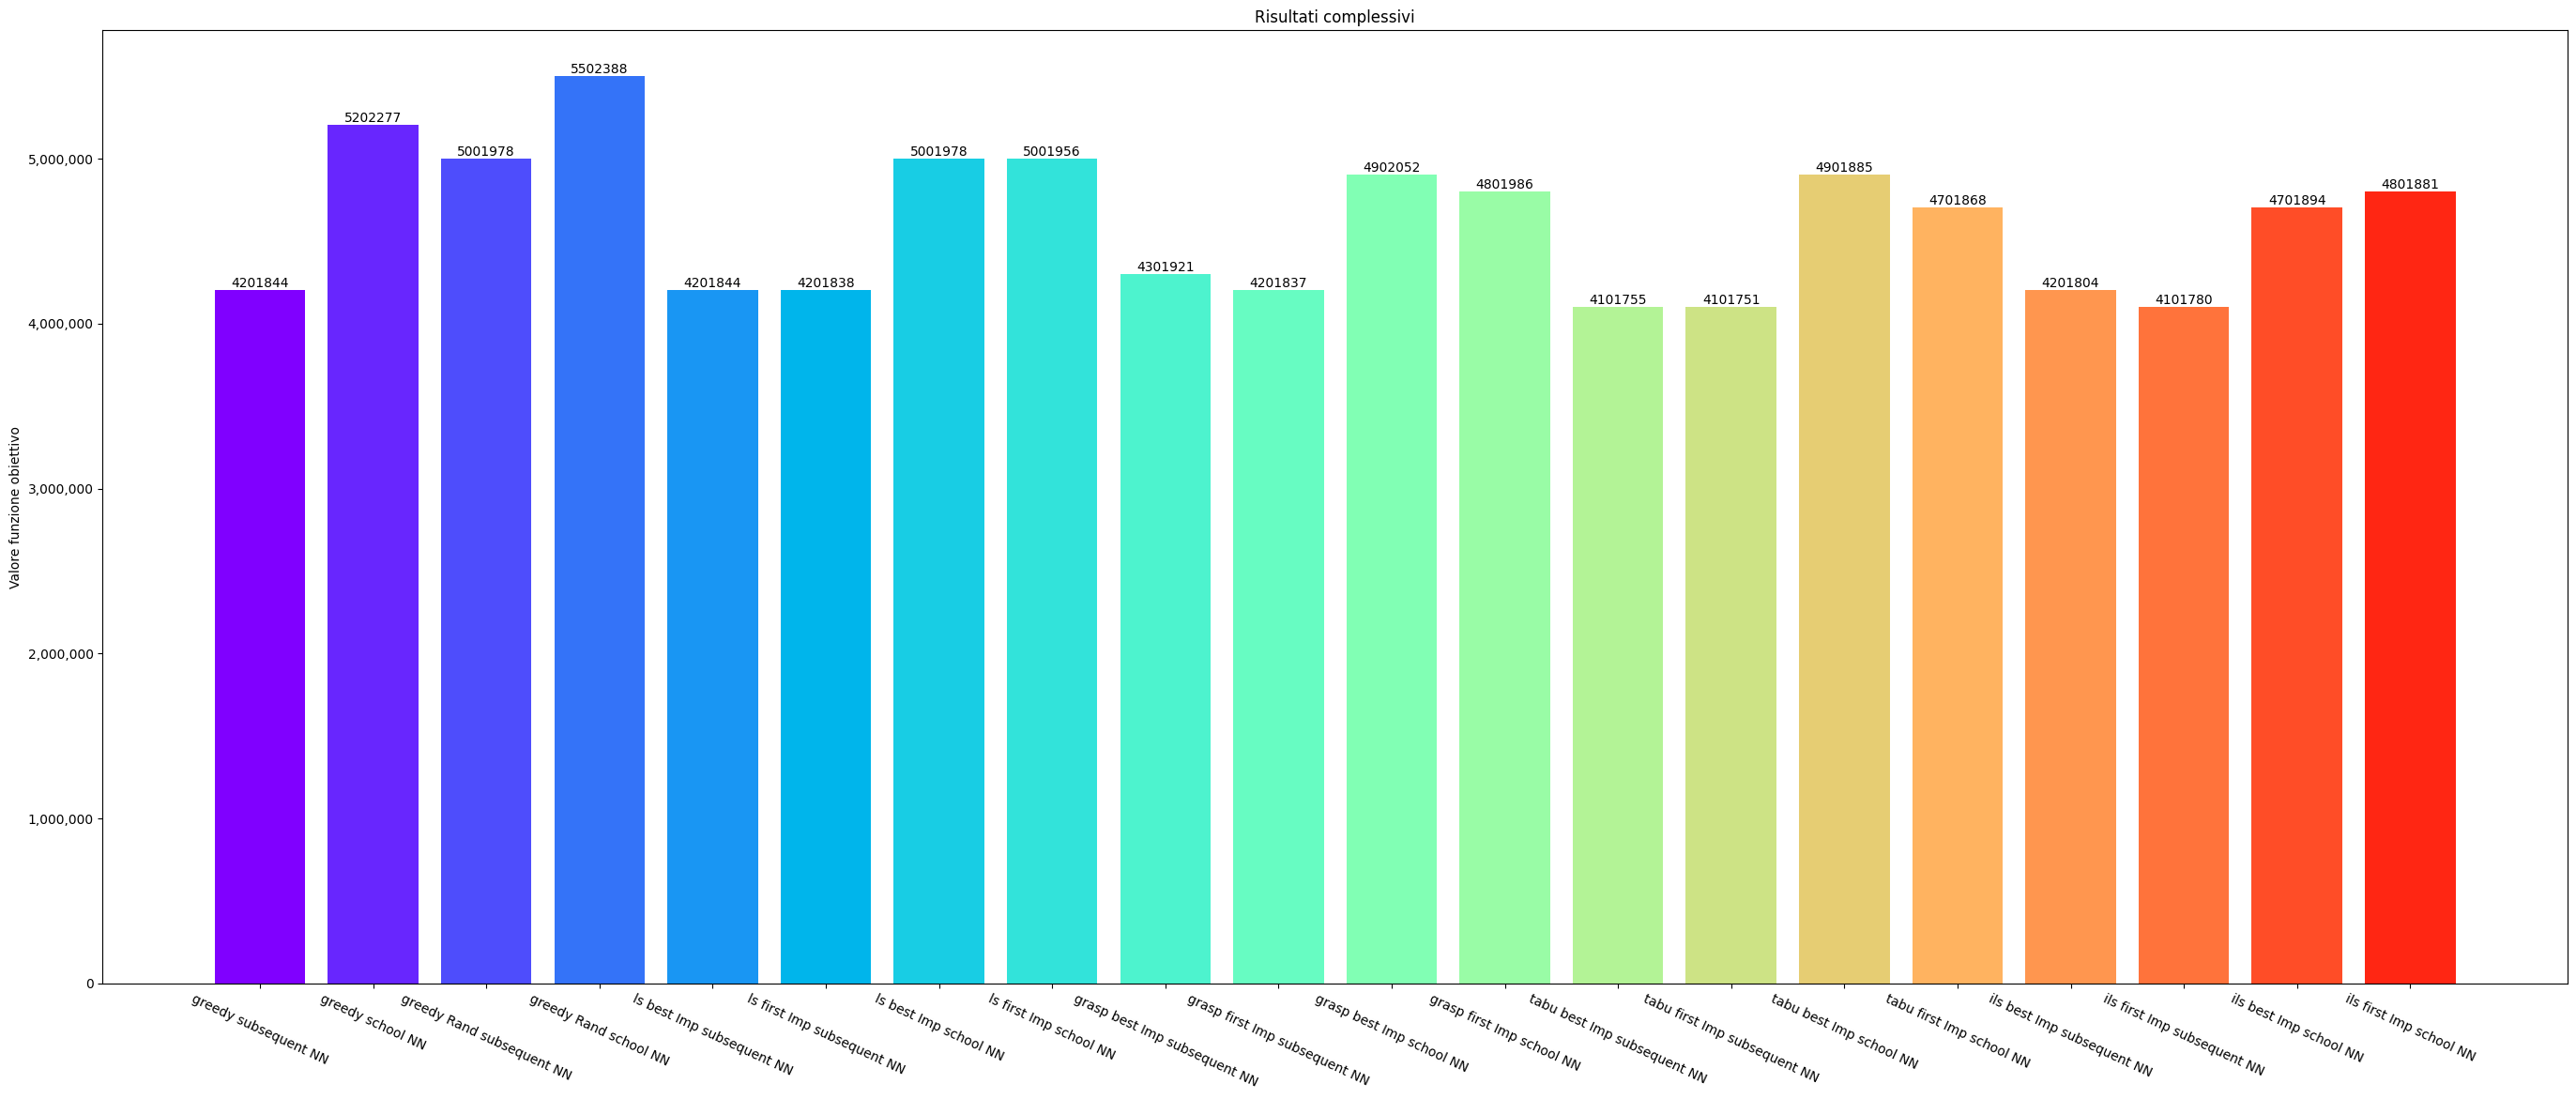 Risultati complessivi
Valore funzione obiettivo
5,000,000
4,000,000
3,000,000
2,000,000
1,000,000
0
4201844
5202277
5001978
5502388
4201844
4201838
5001978
5001956
4301921
4201837
4902052
4801986
4101755
4101751
4901885
4701868
4201804
4101780
4701894
4801881
greedy subsequent NN
greedy school NN
greedy Rand subsequent NN
greedy Rand school NN
ls best Imp subsequent NN
ls first Imp subsequent NN
ls best Imp school NN
ls first Imp school NN
grasp best Imp subsequent NN
grasp first Imp subsequent NN
grasp best Imp school NN
grasp first Imp school NN
tabu best Imp subsequent NN
tabu first Imp subsequent NN
tabu best Imp school NN
tabu first Imp school NN
ils best Imp subsequent NN
ils first Imp subsequent NN
ils best Imp school NN
ils first Imp school NN